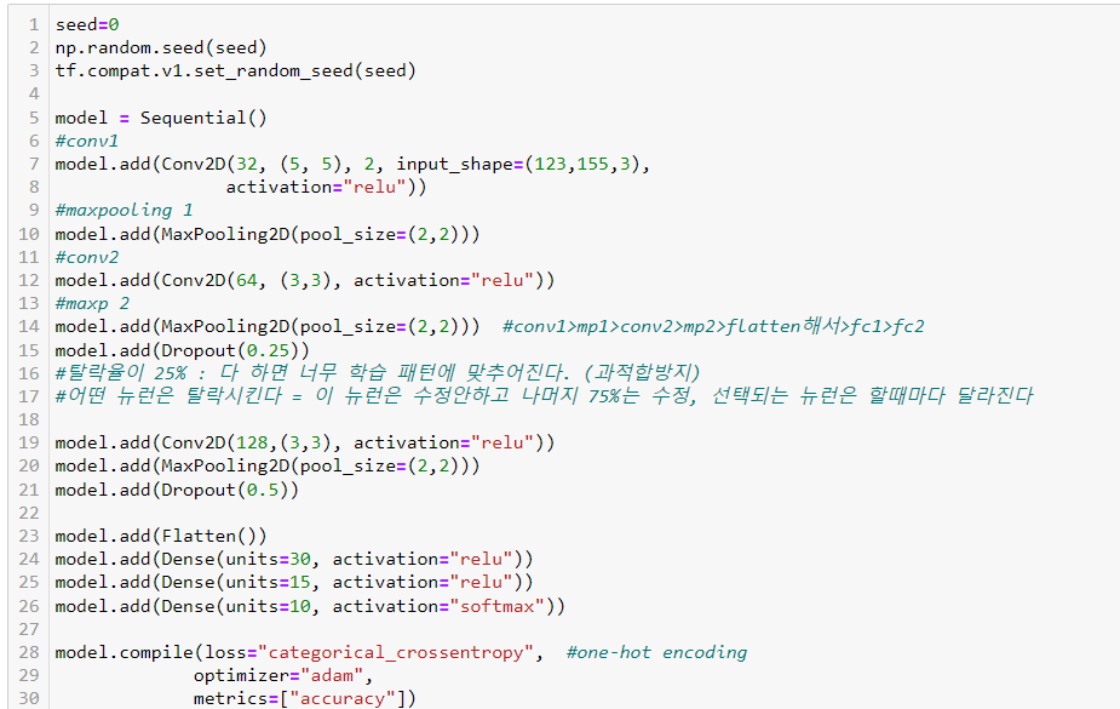 1 seed=0
2 np.random.seed(seed)
3 tf.compat.v1.set_random_seed(seed)
4
5 model = Sequential()
6 #conv1
7 model.add(Conv2D(32, (5, 5), 2, input_shape=(123,155,3),
8                 activation="relu"))
9 #maxpooling 1
10 model.add(MaxPooling2D(pool_size=(2,2)))
11 #conv2
12 model.add(Conv2D(64, (3,3), activation="relu"))
13 #maxp 2
14 model.add(MaxPooling2D(pool_size=(2,2)))  #conv1>mp1>conv2>mp2>flatten해서>fc1>fc2
15 model.add(Dropout(0.25))
16 #탈락율이 25% : 다 하면 너무 학습 패턴에 맞추어진다. (과적합방지)
17 #어떤 뉴런은 탈락시킨다 = 이 뉴런은 수정안하고 나머지 75%는 수정, 선택되는 뉴런은 할때마다 달라진다
18
19 model.add(Conv2D(128,(3,3), activation="relu"))
20 model.add(MaxPooling2D(pool_size=(2,2)))
21 model.add(Dropout(0.5))
22
23 model.add(Flatten())
24 model.add(Dense(units=30, activation="relu"))
25 model.add(Dense(units=15, activation="relu"))
26 model.add(Dense(units=10, activation="softmax"))
27
28 model.compile(loss="categorical_crossentropy",  #one-hot encoding
29              optimizer="adam",
30              metrics=["accuracy"])